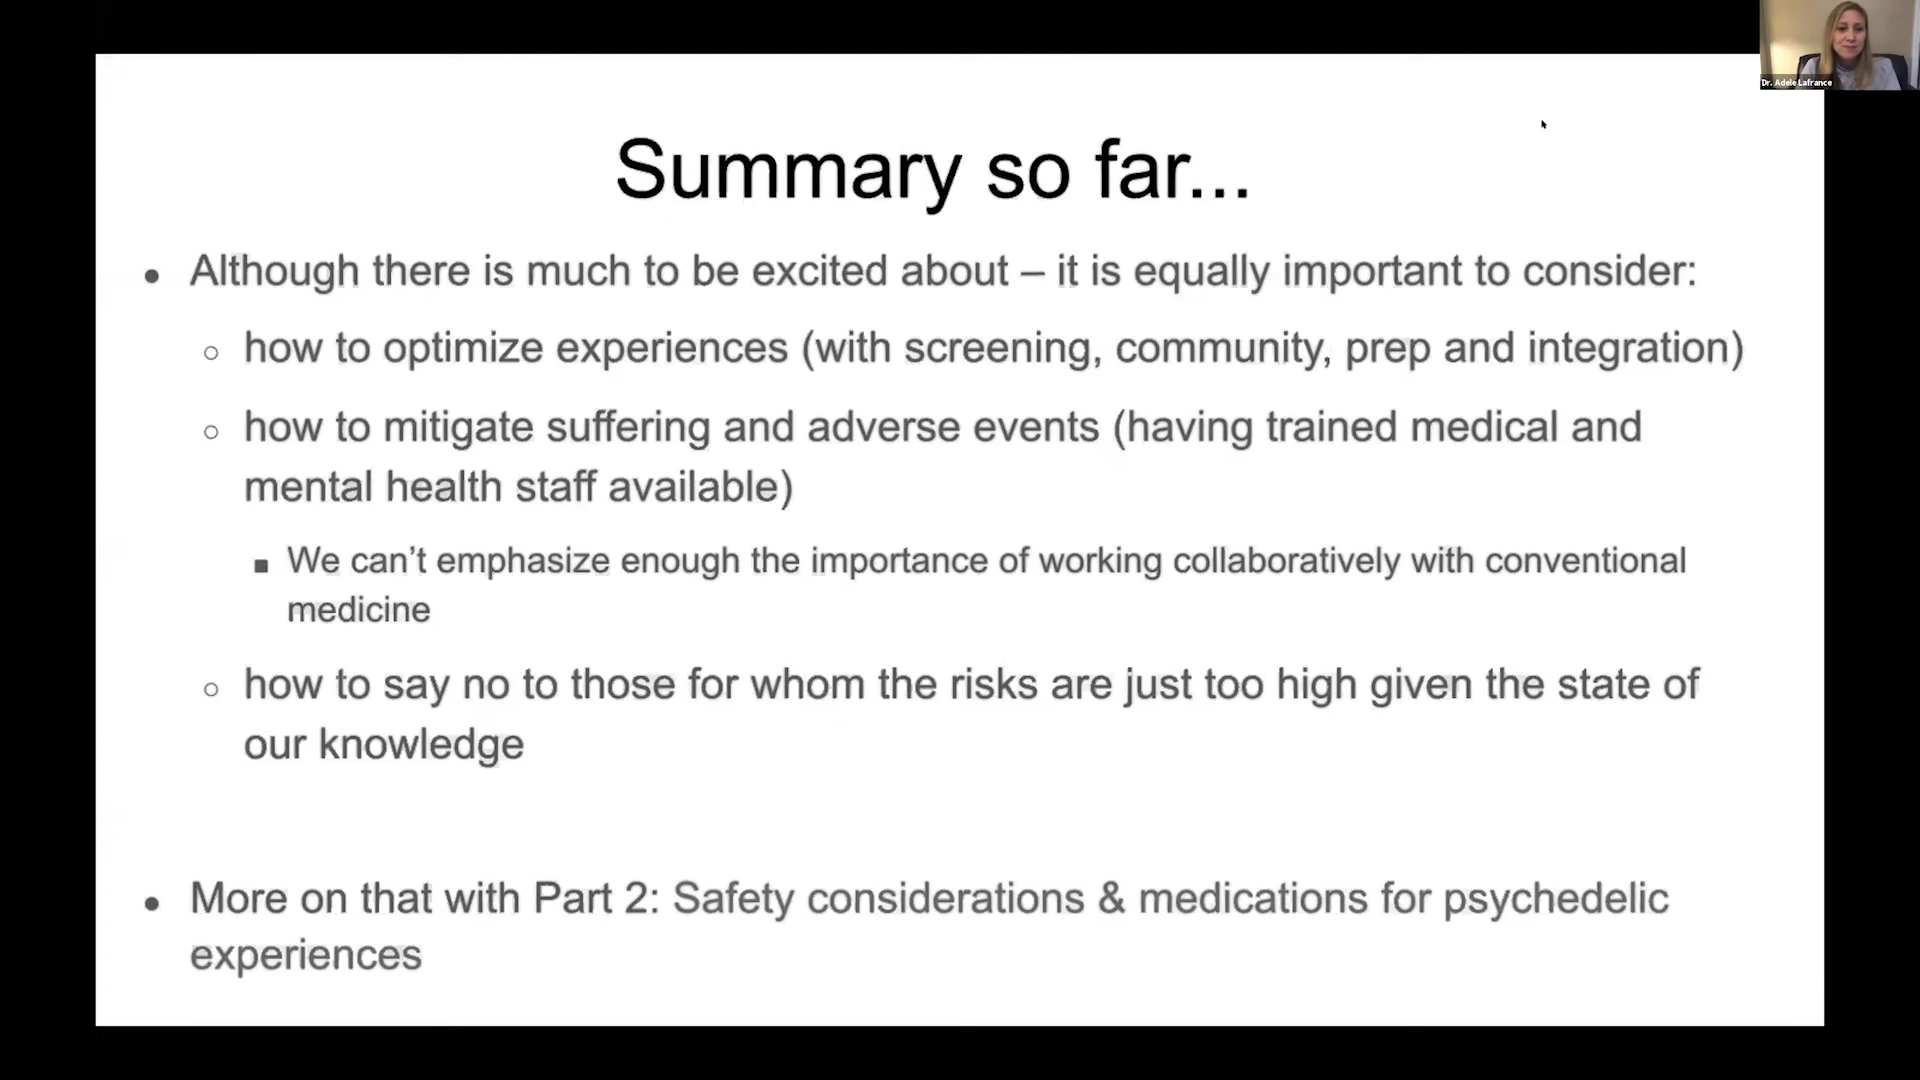 Dr. Adele Lafrance
Summary so far...
● Although there is much to be excited about – it is equally important to consider:
○ how to optimize experiences (with screening, community, prep and integration)
○ how to mitigate suffering and adverse events (having trained medical and
mental health staff available)
■ We can’t emphasize enough the importance of working collaboratively with conventional
medicine
○ how to say no to those for whom the risks are just too high given the state of
our knowledge
● More on that with Part 2: Safety considerations & medications for psychedelic
experiences